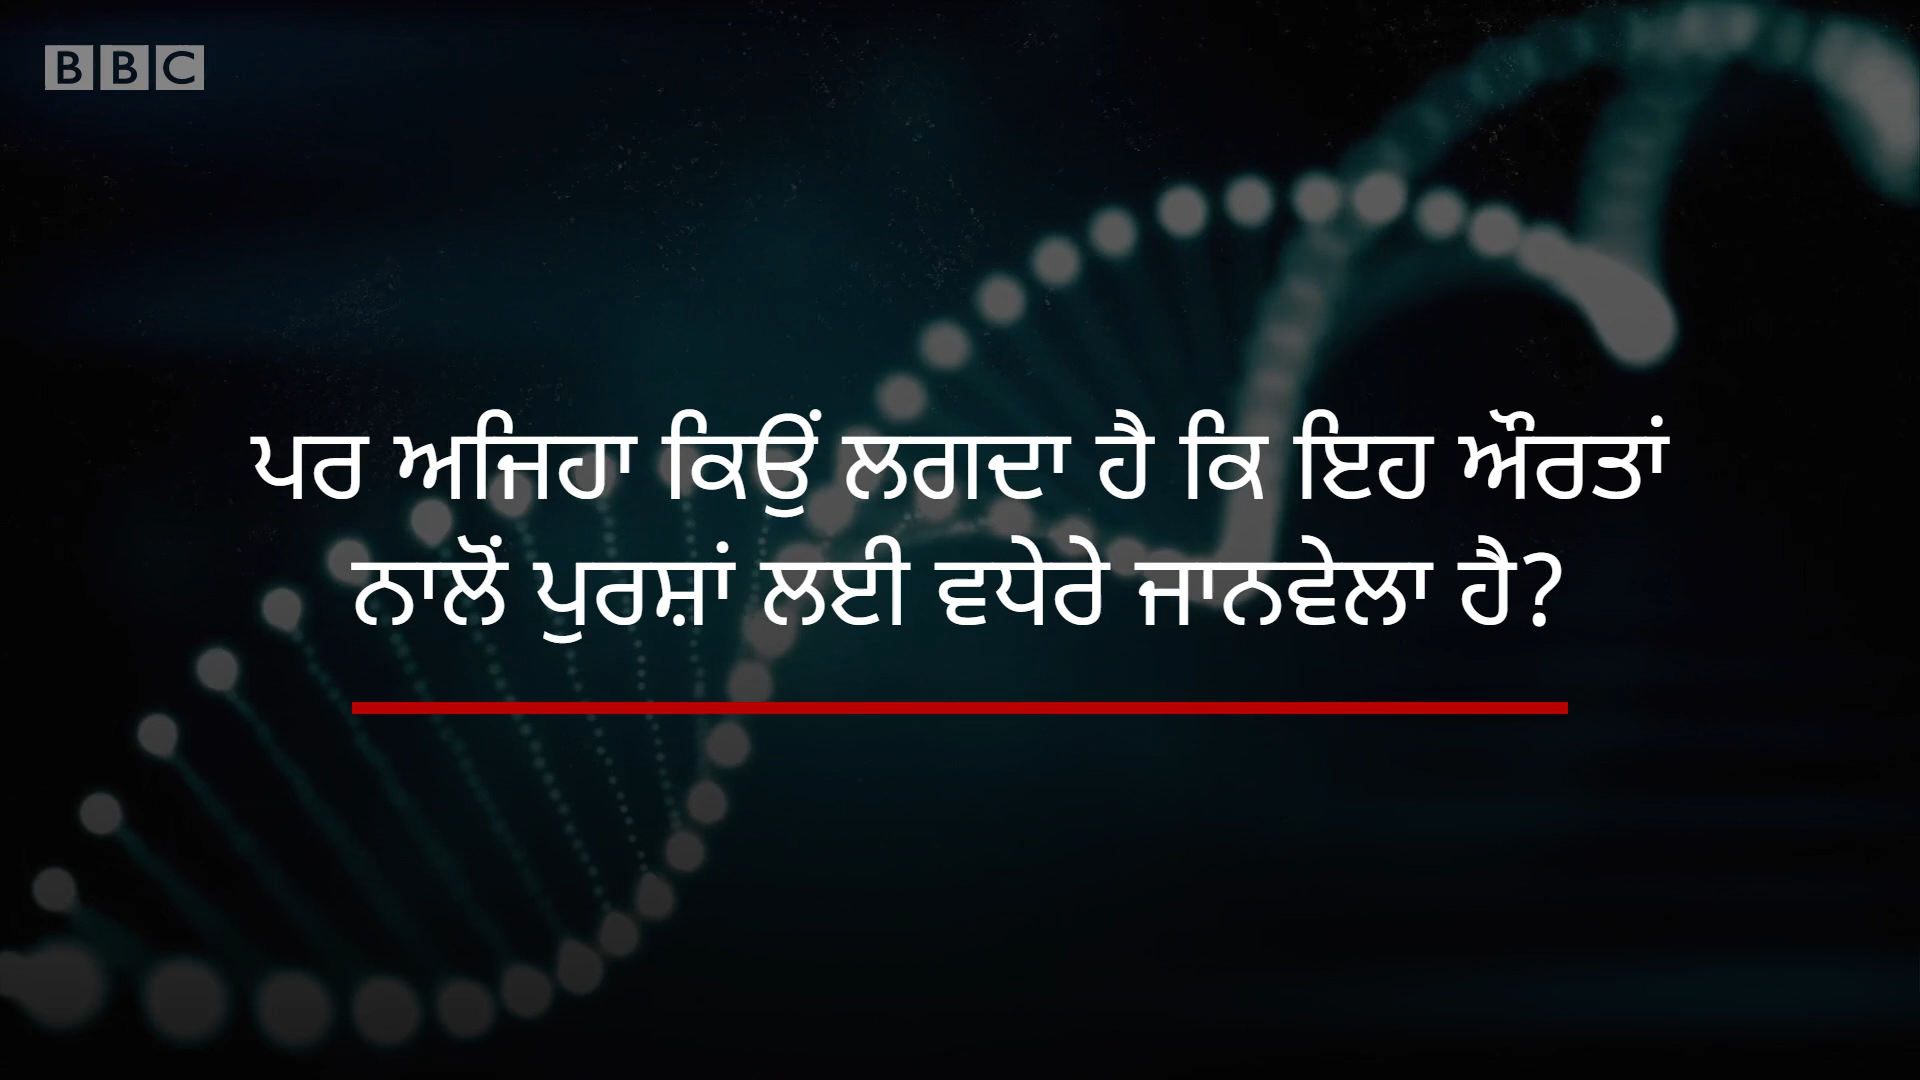 BBC
ਪਰ ਅਜਿਹਾ ਕਿਉਂ ਲਗਦਾ ਹੈ ਕਿ ਇਹ ਔਰਤਾਂ
ਨਾਲੋਂ ਪੁਰਸ਼ਾਂ ਲਈ ਵਧੇਰੇ ਜਾਨਵੇਲਾ ਹੈ?